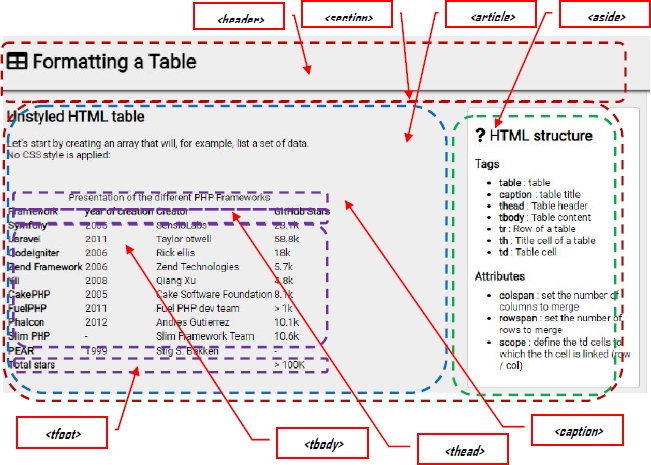 <header>
<section>
<article>
<aside>
Formatting a Table
Unstyled HTML table
Let's start by creating an array that will, for example, list a set of data.
No CSS style is applied:
Presentation of the different PHP Frameworks
Framework year of creation Creator GitHub Stars
Symfony 2005 SensioLabs 28.1k
Laravel 2011 Taylor otwell 58.8k
CodeIgniter 2006 Rick ellis 18k
Zend Framework 2006 Zend Technologies 5.7k
Yii 2008 Qiang Xu 4.8k
CakePHP 2005 Cake Software Foundation 8.1k
FuelPHP 2011 Fuel PHP dev team > 1k
Phalcon 2012 Andres Gutierrez 10.1k
Slim PHP - Slim Framework Team 10.6k
PEAR 1999 Stig S. Bakken -
Total stars > 100K
? HTML structure
Tags
• table : table
• caption : table title
• thead : Table header
• tbody : Table content
• tr : Row of a table
• th : Title cell of a table
• td : Table cell
Attributes
• colspan : set the number of
columns to merge
• rowspan : set the number of
rows to merge
• scope : define the td cells to
which the th cell is linked (row
/ col)
<tfoot>
<tbody>
<thead>
<caption>